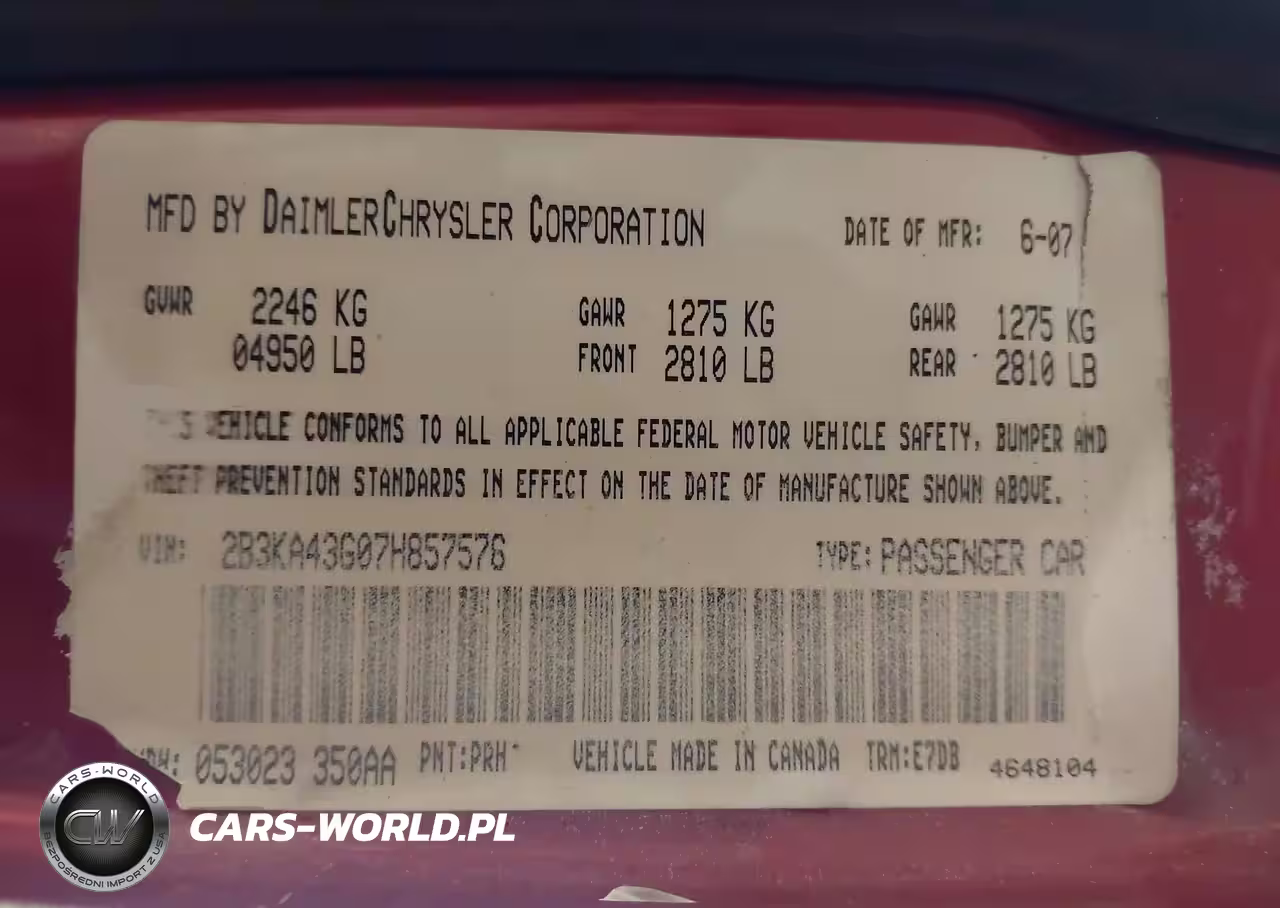 MFD BY DAIMLERCHRYSLER CORPORATION DATE OF MFR: 6-07
GVWR 2246 KG GAWR 1275 KG GAWR 1275 KG
04950 LB FRONT 2810 LB REAR 2810 LB
THIS VEHICLE CONFORMS TO ALL APPLICABLE FEDERAL MOTOR VEHICLE SAFETY, BUMPER AND
THEFT PREVENTION STANDARDS IN EFFECT ON THE DATE OF MANUFACTURE SHOWN ABOVE.
VIN: 2B3KA43G07H857576 TYPE: PASSENGER CAR
053023 350AA PNT:PRH* VEHICLE MADE IN CANADA TRM:E7DB 4648104
CARS-WORLD
CW
BEZPOŚREDNI IMPORT Z USA
CARS-WORLD.PL